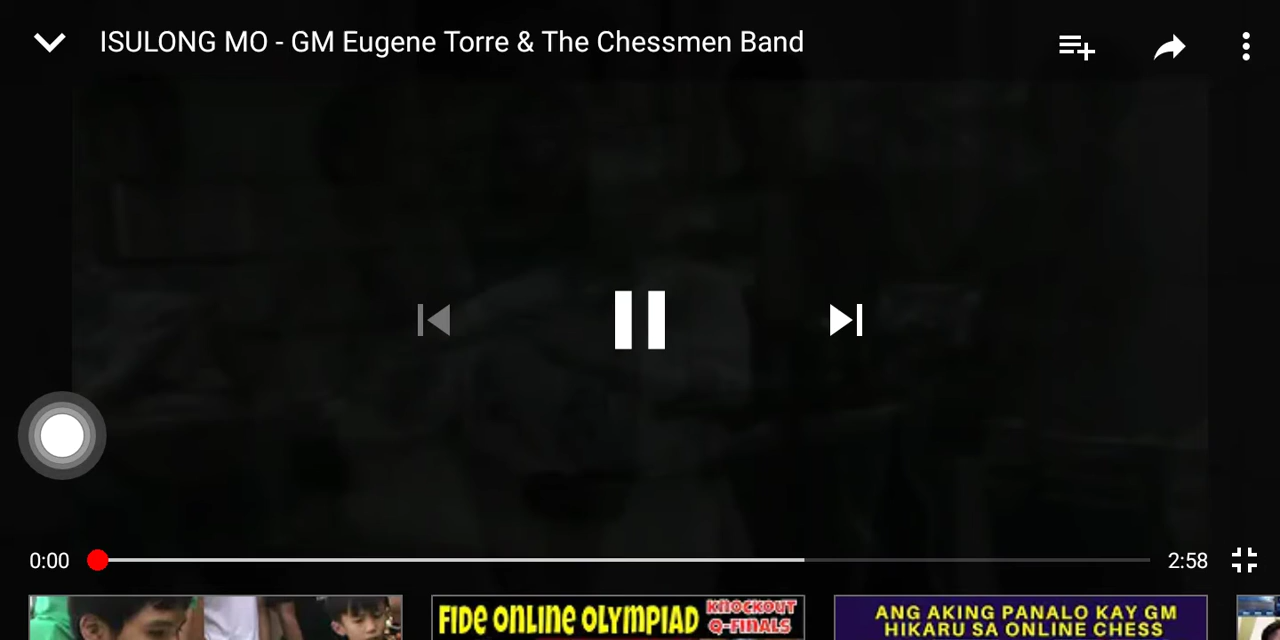 ISULONG MO - GM Eugene Torre & The Chessmen Band
0:00
2:58
FIDE ONLINE OLYMPIAD
KNOCKOUT
Q-FINALS
ANG AKING PANALO KAY GM
HIKARU SA ONLINE CHESS